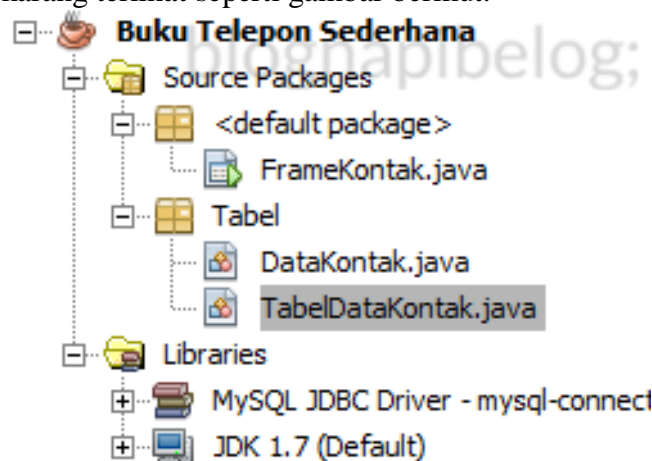 Buku Telepon Sederhana
blognapibelog;
Source Packages
<default package>
FrameKontak.java
Tabel
DataKontak.java
TabelDataKontak.java
Libraries
MySQL JDBC Driver - mysql-connect
JDK 1.7 (Default)